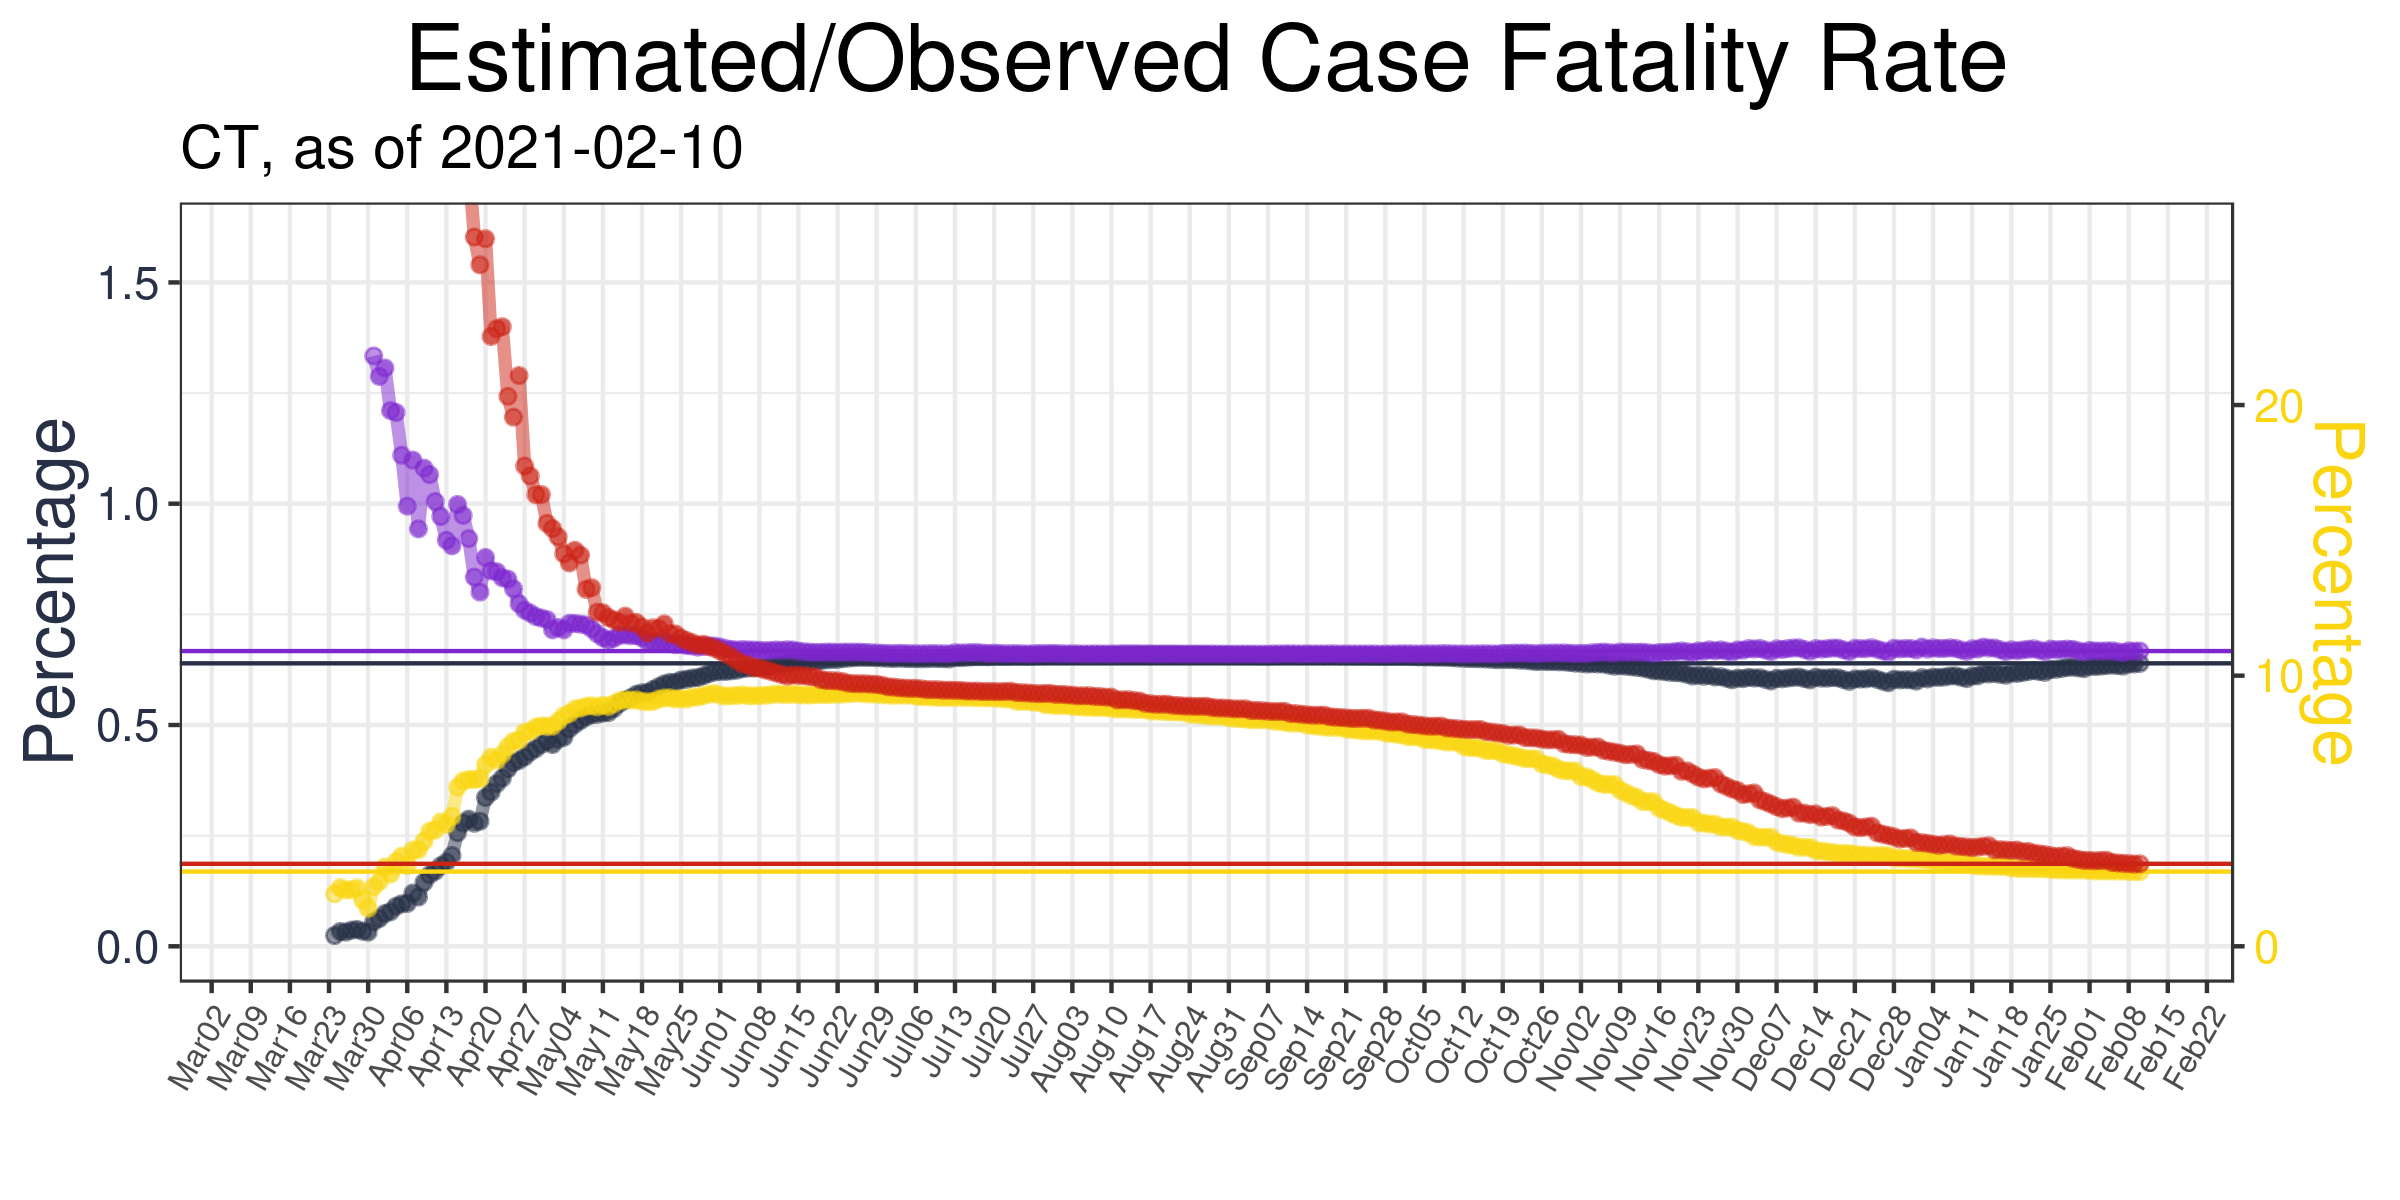 Estimated/Observed Case Fatality Rate
CT, as of 2021-02-10
Percentage
1.5
1.0
0.5
0.0
20
10
0
Percentage
Mar02
Mar09
Mar16
Mar23
Mar30
Apr06
Apr13
Apr20
Apr27
May04
May11
May18
May25
Jun01
Jun08
Jun15
Jun22
Jun29
Jul06
Jul13
Jul20
Jul27
Aug03
Aug10
Aug17
Aug24
Aug31
Sep07
Sep14
Sep21
Sep28
Oct05
Oct12
Oct19
Oct26
Nov02
Nov09
Nov16
Nov23
Nov30
Dec07
Dec14
Dec21
Dec28
Jan04
Jan11
Jan18
Jan25
Feb01
Feb08
Feb15
Feb22